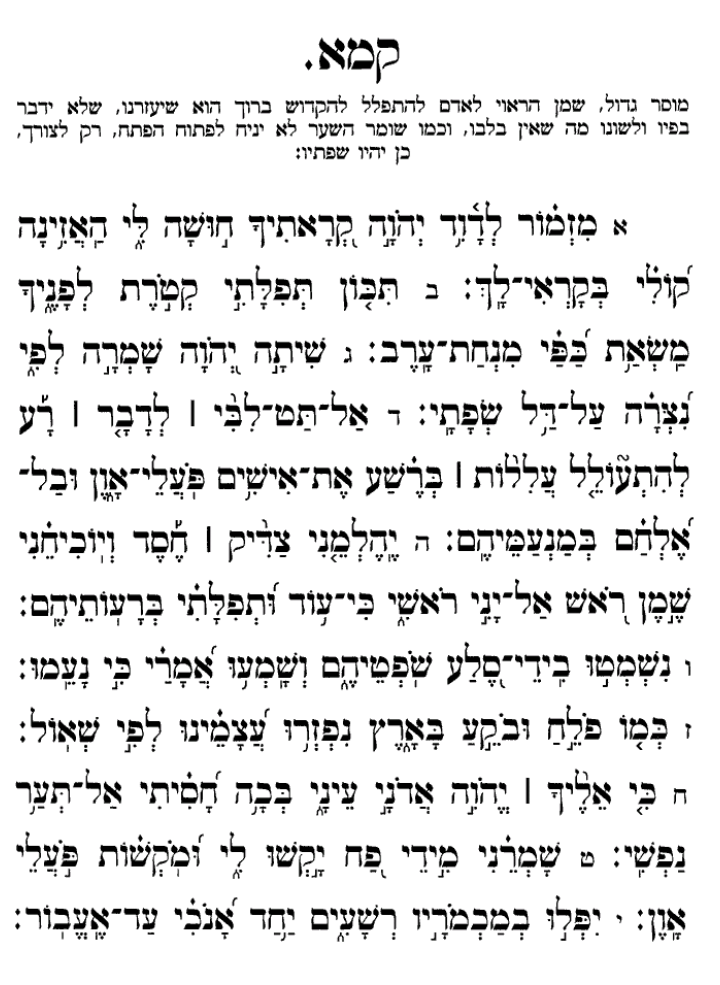 קמא.
מוסר גדול, שמן הראוי לאדם להתפלל להקדוש ברוך הוא שיעזרנו, שלא ידבר
בפיו ולשונו מה שאין בלבו, וכמו שומר השער לא יניח לפתוח הפתח, רק לצורך,
כן יהיו שפתיו:
א מִזְמ֗וֹר לְדָ֫וִ֥ד יְהֹוָ֣ה קְ֭רָאתִיךָ ח֣וּשָׁה לִּ֑י הַאֲזִ֥ינָה
ק֝וֹלִ֗י בְּקׇרְאִי־לָֽךְ׃ ב תִּכּ֤וֹן תְּפִלָּתִ֣י קְטֹ֣רֶת לְפָנֶ֑יךָ
מַֽשְׂאַ֥ת כַּ֝פַּ֗י מִנְחַת־עָֽרֶב׃ ג שִׁיתָ֣ה יְ֭הֹוָה שׇׁמְרָ֣ה לְפִ֑י
נִ֝צְּרָ֗ה עַל־דַּ֥ל שְׂפָתָֽי׃ ד אַל־תַּט־לִבִּ֨י ׀ לְדָבָ֪ר ׀ רָ֡ע
לְהִתְע֘וֹלֵ֤ל עֲלִל֨וֹת ׀ בְּרֶ֗שַׁע אֶת־אִישִׁ֥ים פֹּֽעֲלֵי־אָ֑וֶן וּבַל־
אֶ֝לְחַ֗ם בְּמַנְעַמֵּיהֶֽם׃ ה יֶֽהֶלְמֵ֥נִי צַדִּ֨יק ׀ חֶ֡סֶד וְֽיוֹכִיחֵ֗נִי
שֶׁ֣מֶן רֹ֭אשׁ אַל־יָנִ֣י רֹאשִׁ֑י כִּי־ע֥וֹד וּ֝תְפִלָּתִ֗י בְּרָעֽוֹתֵיהֶֽם׃
ו נִשְׁמְט֣וּ בִֽידֵי־סֶ֭לַע שֹׁפְטֵיהֶ֑ם וְשָׁמְע֥וּ אֲ֝מָרַ֗י כִּ֣י נָעֵֽמוּ׃
ז כְּמ֤וֹ פֹלֵ֣חַ וּבֹקֵ֣עַ בָּאָ֑רֶץ נִפְזְר֥וּ עֲ֝צָמֵ֗ינוּ לְפִ֣י שְׁאֽוֹל׃
ח כִּ֤י אֵלֶ֨יךָ ׀ יֱהֹוִ֣ה אֲדֹנָ֣י עֵינָ֑י בְּכָ֥ה חָ֝סִ֗יתִי אַל־תְּעַ֥ר
נַפְשִֽׁי׃ ט שׇׁמְרֵ֗נִי מִ֣ידֵי פַ֭ח יָ֣קְשׁוּ לִ֑י וּ֝מֹקְשׁ֗וֹת פֹּ֣עֲלֵי
אָֽוֶן׃ י יִפְּל֣וּ בְמַכְמֹרָ֣יו רְשָׁעִ֑ים יַ֥חַד אָ֝נֹכִ֗י עַֽד־אֶעֱבֽוֹר׃